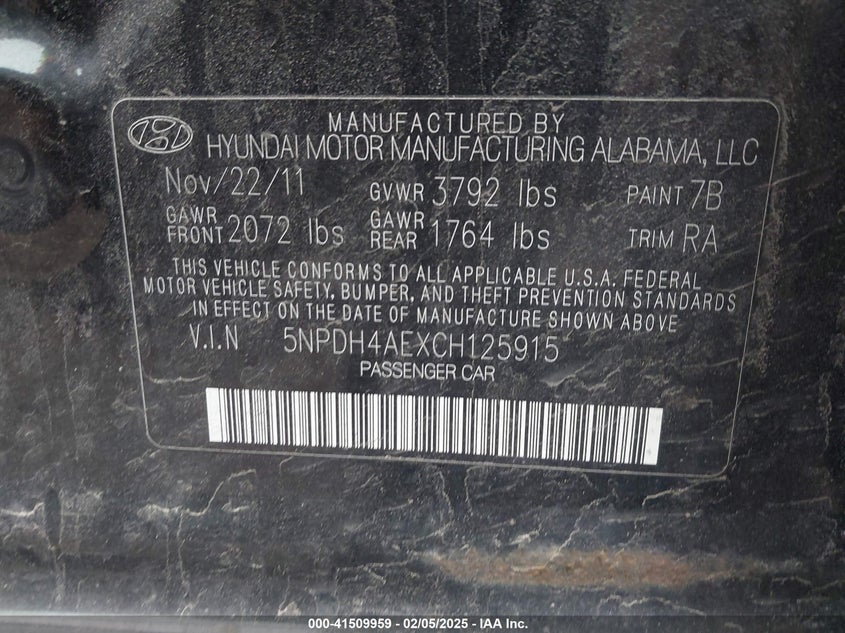 MANUFACTURED BY
HYUNDAI MOTOR MANUFACTURING ALABAMA, LLC
Nov/22/11 GVWR 3792 lbs PAINT 7B
GAWR FRONT 2072 lbs GAWR REAR 1764 lbs TRIM RA
THIS VEHICLE CONFORMS TO ALL APPLICABLE U.S.A. FEDERAL
MOTOR VEHICLE SAFETY, BUMPER, AND THEFT PREVENTION STANDARDS
IN EFFECT ON THE DATE OF MANUFACTURE SHOWN ABOVE
V.I.N 5NPDH4AEXCH125915
PASSENGER CAR
000-41509959 - 02/05/2025 - IAA Inc.